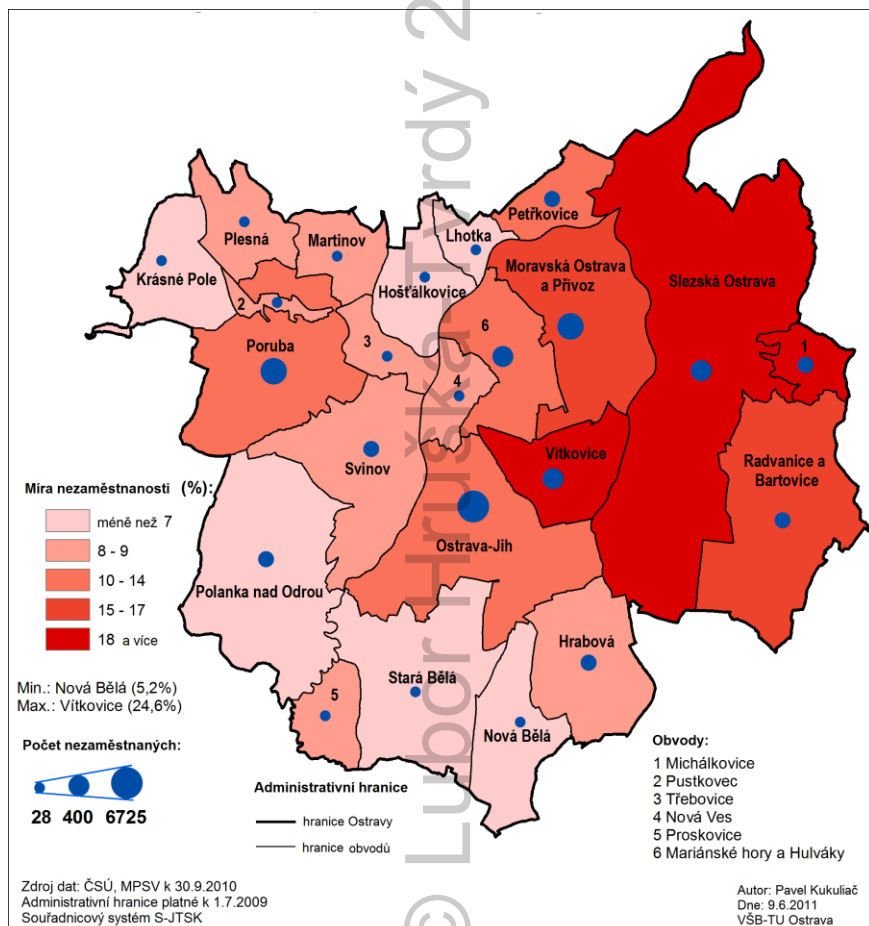 Petřkovice
Lhotka
Plesná
Martinov
Moravská Ostrava
a Přívoz
Krásné Pole
Hošťálkovice
Slezská Ostrava
2
6
3
1
Poruba
4
Svinov
Vítkovice
Radvanice a
Bartovice
Ostrava-Jih
Polanka nad Odrou
Hrabová
Stará Bělá
5
Nová Bělá
Míra nezaměstnanosti (%):
méně než 7
8 - 9
10 - 14
15 - 17
18 a více
Min.: Nová Bělá (5,2%)
Max.: Vítkovice (24,6%)
Počet nezaměstnaných:
28 400 6725
Administrativní hranice
hranice Ostravy
hranice obvodů
Obvody:
1 Michálkovice
2 Pustkovec
3 Třebovice
4 Nová Ves
5 Proskovice
6 Mariánské hory a Hulváky
Zdroj dat: ČSÚ, MPSV k 30.9.2010
Administrativní hranice platné k 1.7.2009
Souřadnicový systém S-JTSK
Autor: Pavel Kukuliač
Dne: 9.6.2011
VŠB-TU Ostrava
© Lubor Hruška-Tvrdý 2